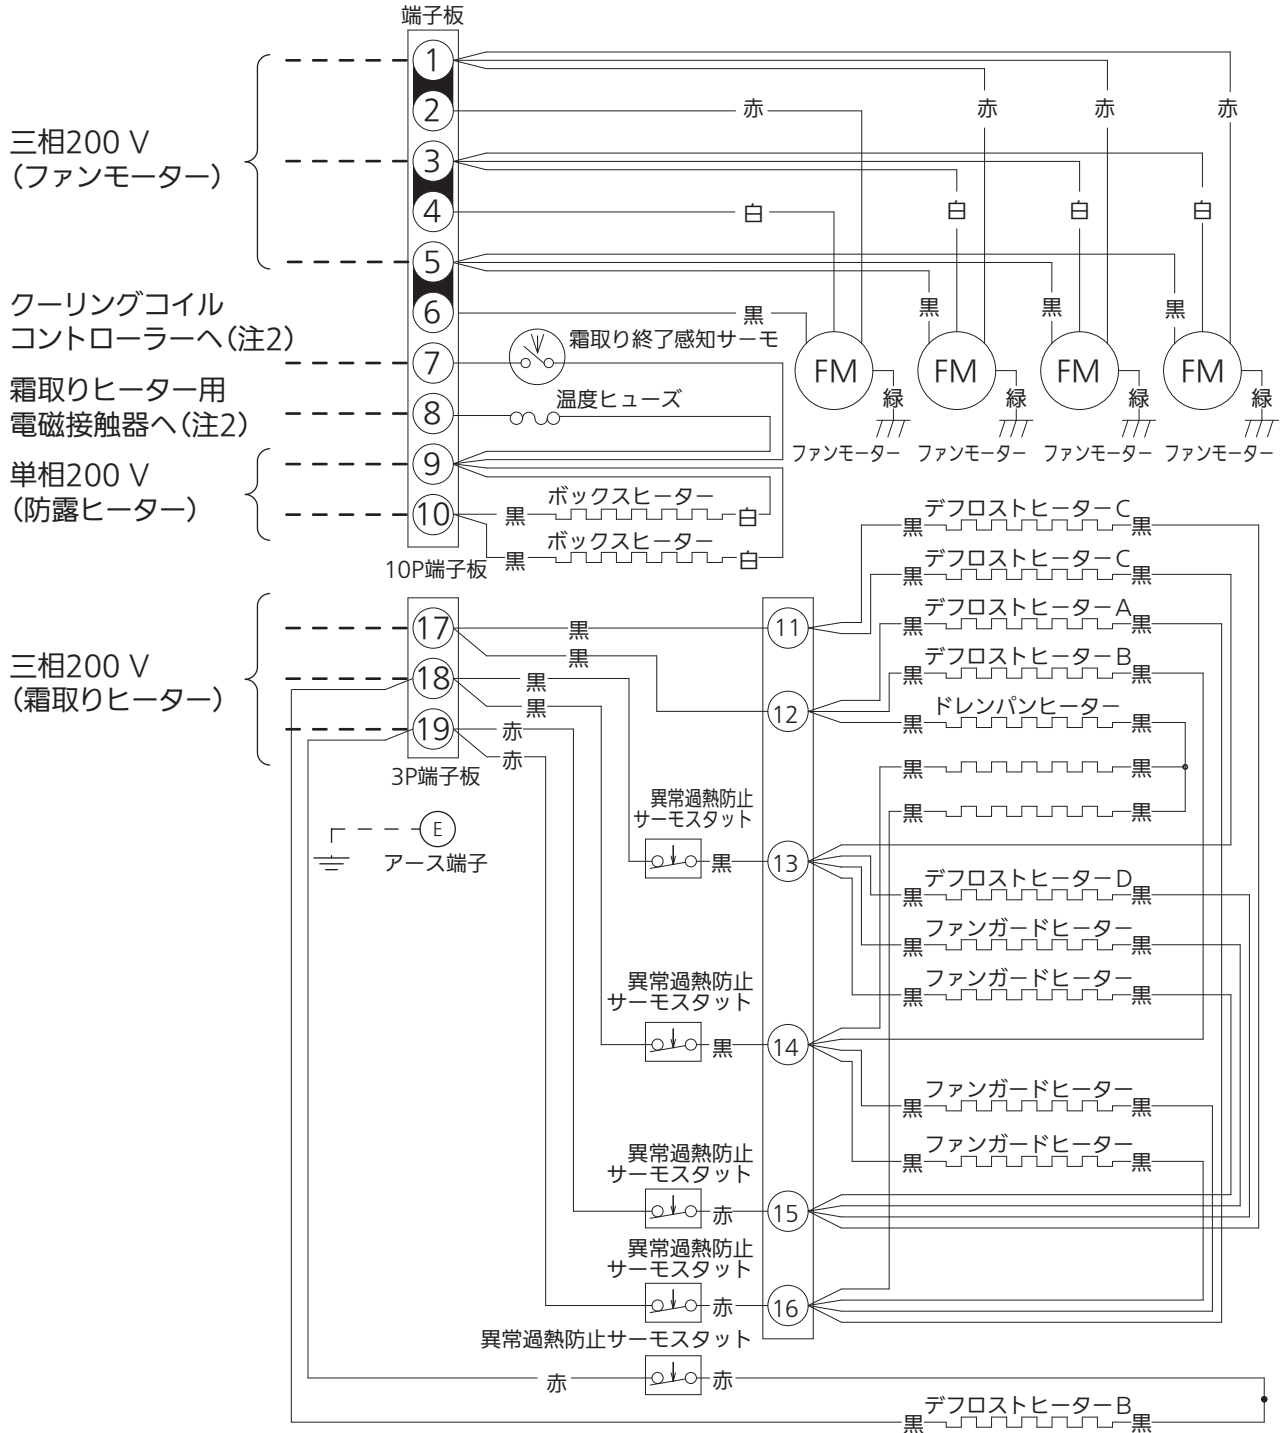 端子板
1
2
赤
赤
赤
赤
三相200 V
（ファンモーター）
3
4
白
白
白
白
5
6
黒
黒
黒
黒
クーリングコイル
コントローラーへ（注2）
7
霜取り終了感知サーモ
FM
FM
FM
FM
緑
緑
緑
緑
ファンモーター
ファンモーター
ファンモーター
ファンモーター
霜取りヒーター用
電磁接触器へ（注2）
8
温度ヒューズ
単相200 V
（防露ヒーター）
9
10
黒
ボックスヒーター
白
黒
ボックスヒーター
白
10P端子板
黒
デフロストヒーターC
黒
黒
デフロストヒーターC
黒
黒
デフロストヒーターA
黒
黒
デフロストヒーターB
黒
黒
ドレンパンヒーター
黒
黒
黒
黒
黒
三相200 V
（霜取りヒーター）
17
黒
黒
11
18
黒
黒
12
19
赤
赤
3P端子板
E
アース端子
異常過熱防止
サーモスタット
黒
13
黒
デフロストヒーターD
黒
黒
ファンガードヒーター
黒
黒
ファンガードヒーター
黒
異常過熱防止
サーモスタット
黒
14
黒
ファンガードヒーター
黒
黒
ファンガードヒーター
黒
異常過熱防止
サーモスタット
赤
15
異常過熱防止
サーモスタット
赤
16
異常過熱防止サーモスタット
赤
赤
黒
デフロストヒーターB
黒